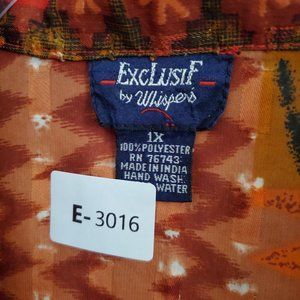 EXCLUSIF
by Whispers
1X
100% POLYESTER
RN 76743
MADE IN INDIA
HAND WASH
WATER
E-3016